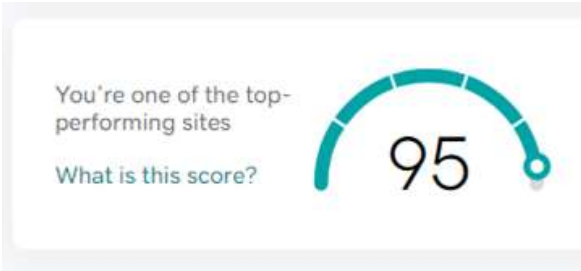 You're one of the top-
performing sites
What is this score?
95